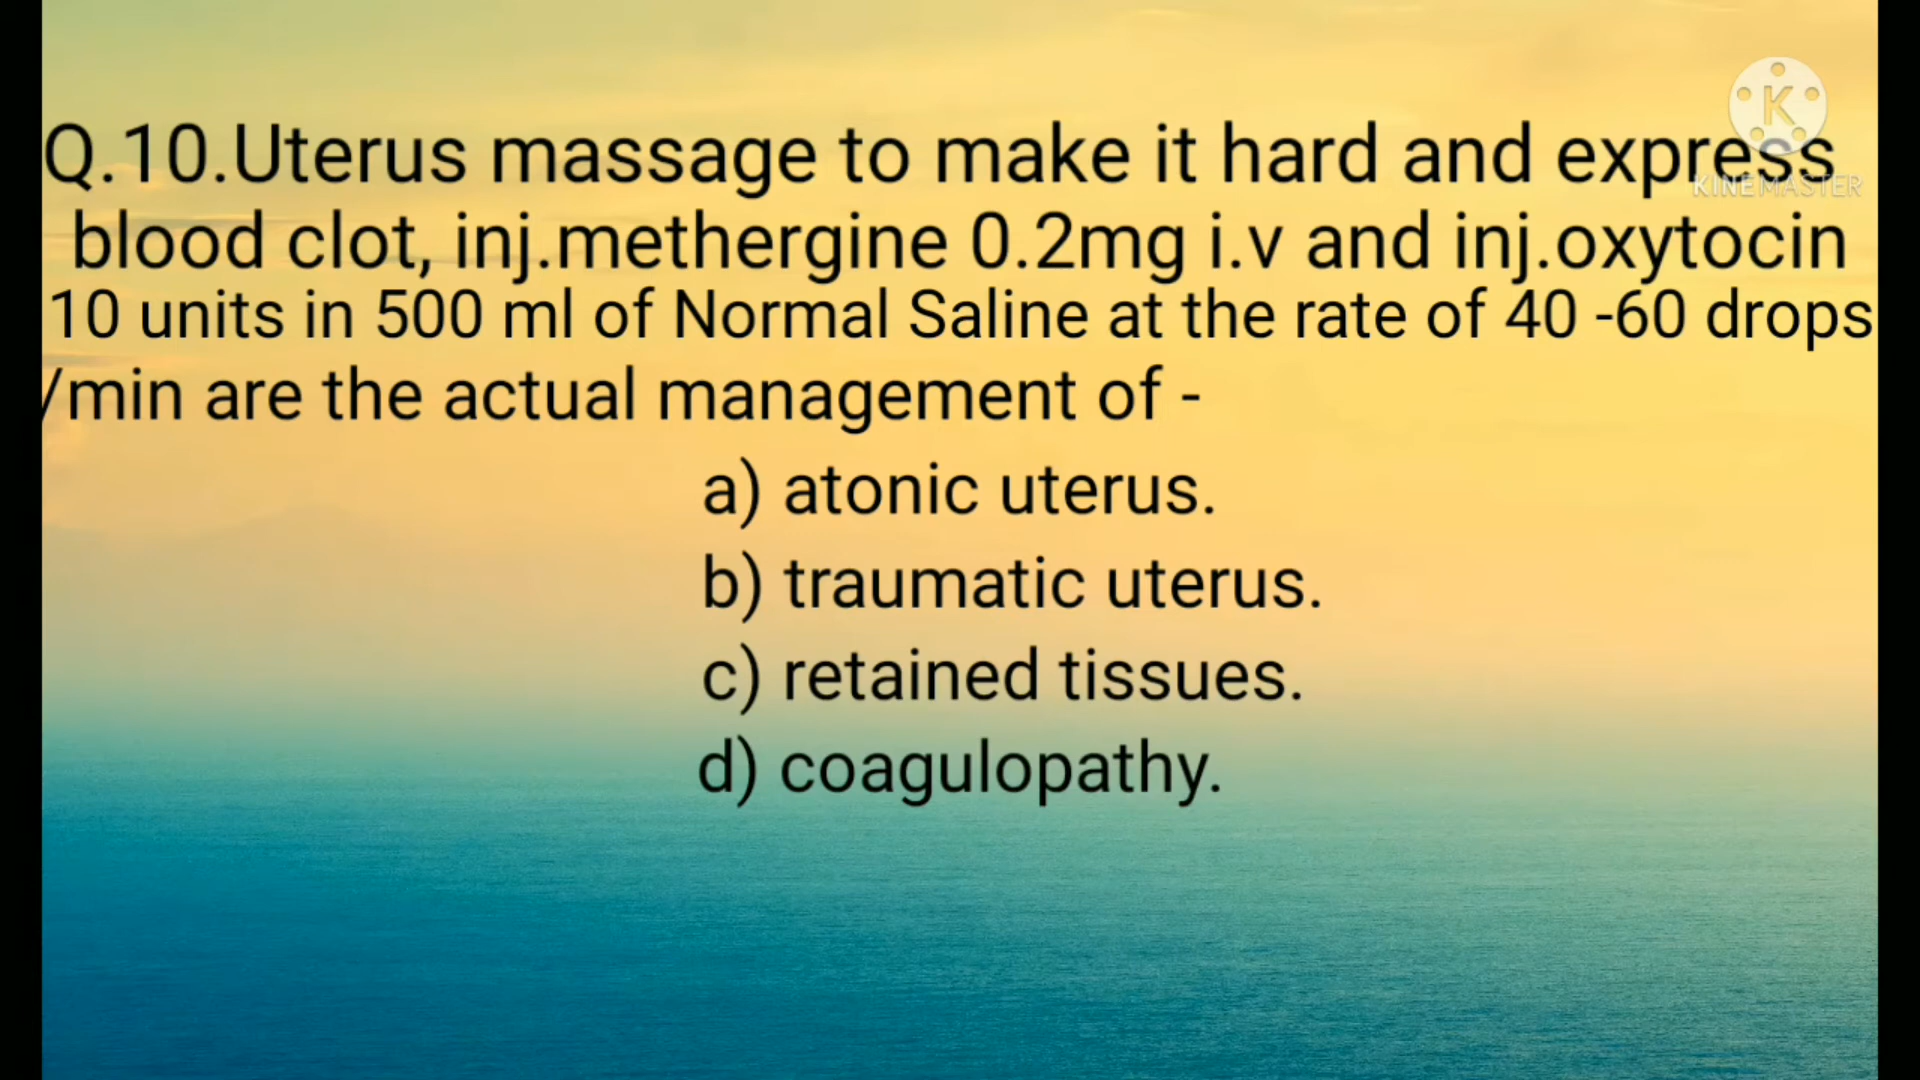 Q.10.Uterus massage to make it hard and express
KINEMASTER
blood clot, inj.methergine 0.2mg i.v and inj.oxytocin
10 units in 500 ml of Normal Saline at the rate of 40 -60 drops
/min are the actual management of -
a) atonic uterus.
b) traumatic uterus.
c) retained tissues.
d) coagulopathy.